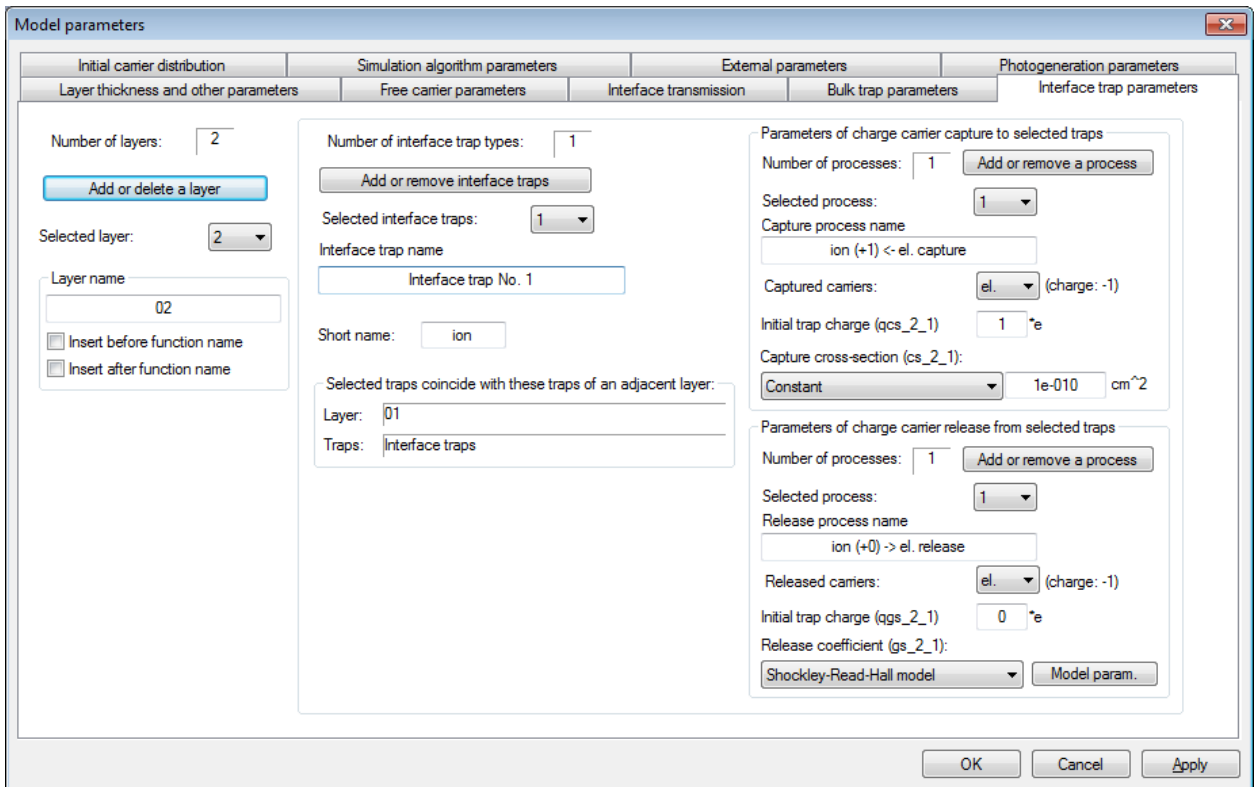 Model parameters
Initial carrier distribution
Simulation algorithm parameters
External parameters
Photogeneration parameters
Layer thickness and other parameters
Free carrier parameters
Interface transmission
Bulk trap parameters
Interface trap parameters
Number of layers: 2
Add or delete a layer
Selected layer: 2
Layer name
02
Insert before function name
Insert after function name
Number of interface trap types: 1
Add or remove interface traps
Selected interface traps: 1
Interface trap name
Interface trap No. 1
Short name: ion
Selected traps coincide with these traps of an adjacent layer:
Layer: 01
Traps: Interface traps
Parameters of charge carrier capture to selected traps
Number of processes: 1 Add or remove a process
Selected process: 1
Capture process name
ion (+1) <- el. capture
Captured carriers: el. (charge: -1)
Initial trap charge (qcs_2_1) 1 *e
Capture cross-section (cs_2_1):
Constant 1e-010 cm^2
Parameters of charge carrier release from selected traps
Number of processes: 1 Add or remove a process
Selected process: 1
Release process name
ion (+0) -> el. release
Released carriers: el. (charge: -1)
Initial trap charge (qgs_2_1) 0 *e
Release coefficient (gs_2_1):
Shockley-Read-Hall model Model param.
OK Cancel Apply